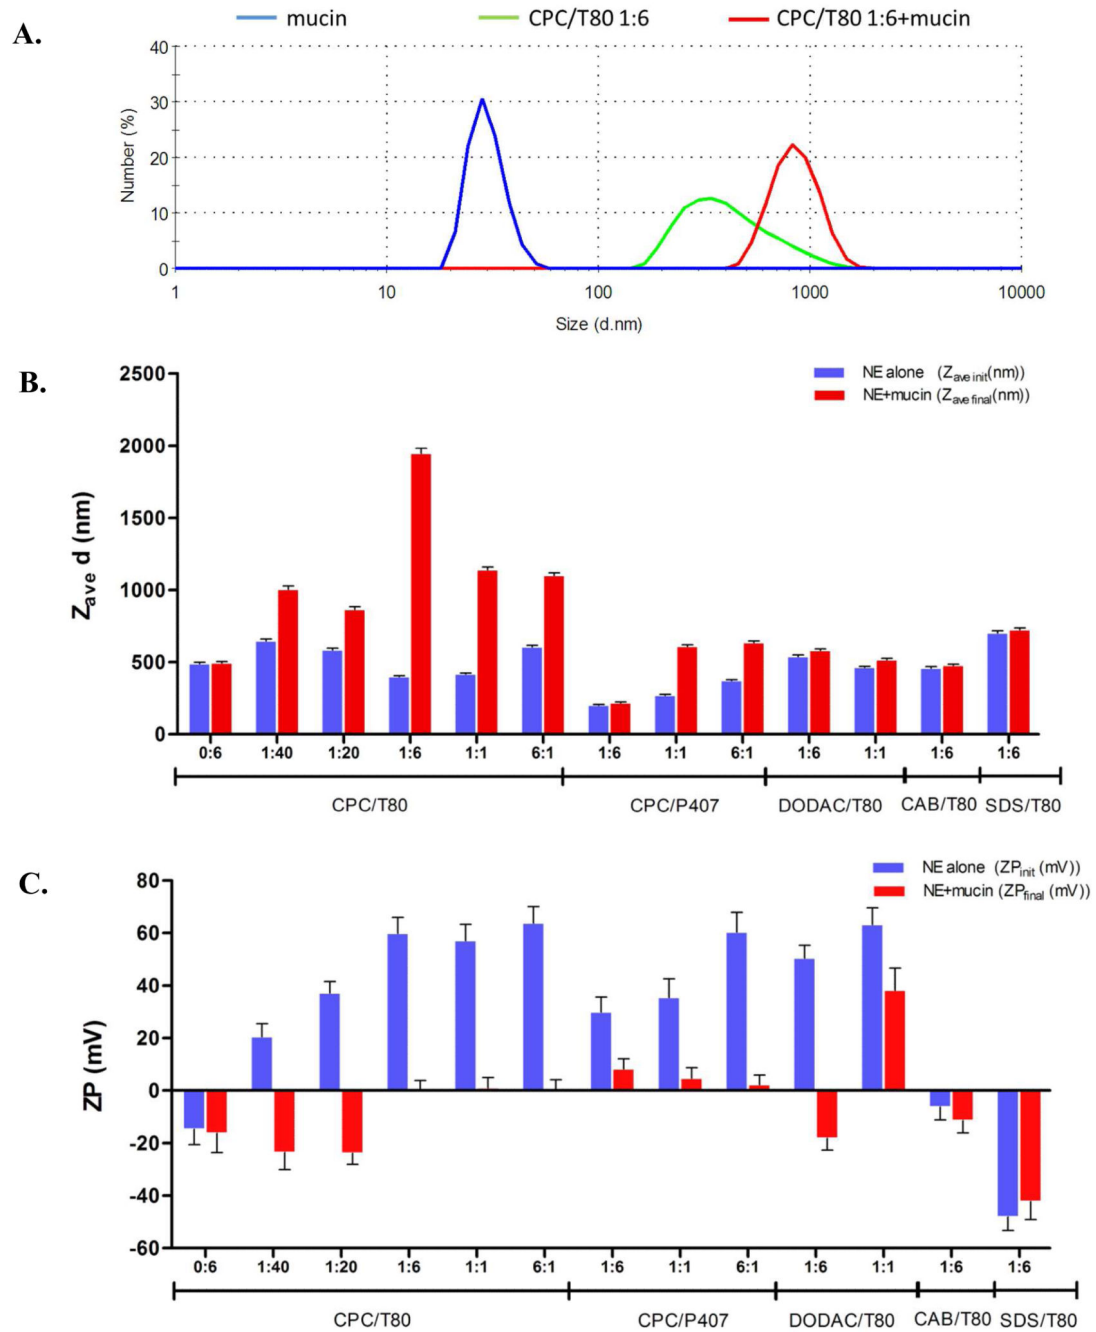 A.
mucin CPC/T80 1:6 CPC/T80 1:6+mucin
40
30
20
10
0
Number (%)
1 10 100 1000 10000
Size (d.nm)
B.
NE alone (Zave init(nm))
NE+mucin (Zave final(nm))
2500
2000
1500
1000
500
0
Zave d (nm)
0:6 1:40 1:20 1:6 1:1 6:1 1:6 1:1 6:1 1:6 1:1 1:6 1:6
CPC/T80 CPC/P407 DODAC/T80 CAB/T80 SDS/T80
C.
NE alone (ZPinit (mV))
NE+mucin (ZPfinal (mV))
80
60
40
20
0
-20
-40
-60
ZP (mV)
0:6 1:40 1:20 1:6 1:1 6:1 1:6 1:1 6:1 1:6 1:1 1:6 1:6
CPC/T80 CPC/P407 DODAC/T80 CAB/T80 SDS/T80